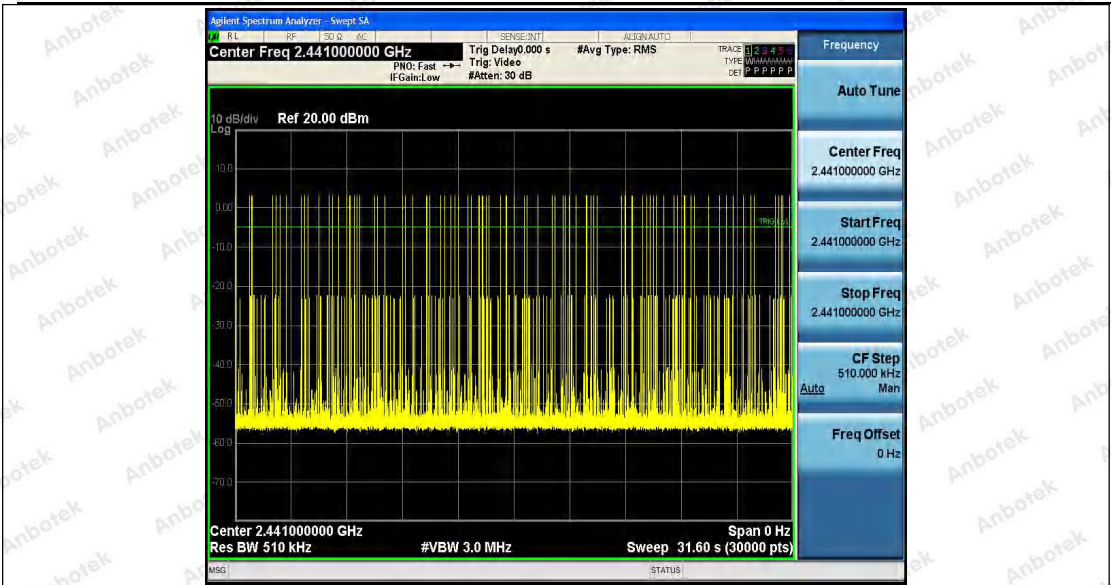 Agilent Spectrum Analyzer - Swept SA
RL RF 50 Ω AC SENSE:INT ALIGNAUTO
Center Freq 2.441000000 GHz
PNO: Fast
IFGain:Low
Trig Delay0.000 s
Trig: Video
#Atten: 30 dB
#Avg Type: RMS
TRACE 1 2 3 4 5 6
TYPE
DET P P P P P P
10 dB/div Ref 20.00 dBm
Log
10.0
0.00
TRIG LVL
-10.0
-20.0
-30.0
-40.0
-50.0
-60.0
-70.0
Center 2.441000000 GHz
Span 0 Hz
Res BW 510 kHz #VBW 3.0 MHz Sweep 31.60 s (30000 pts)
MSG STATUS
Frequency
Auto Tune
Center Freq
2.441000000 GHz
Start Freq
2.441000000 GHz
Stop Freq
2.441000000 GHz
CF Step
510.000 kHz
Auto Man
Freq Offset
0 Hz
Anbotek